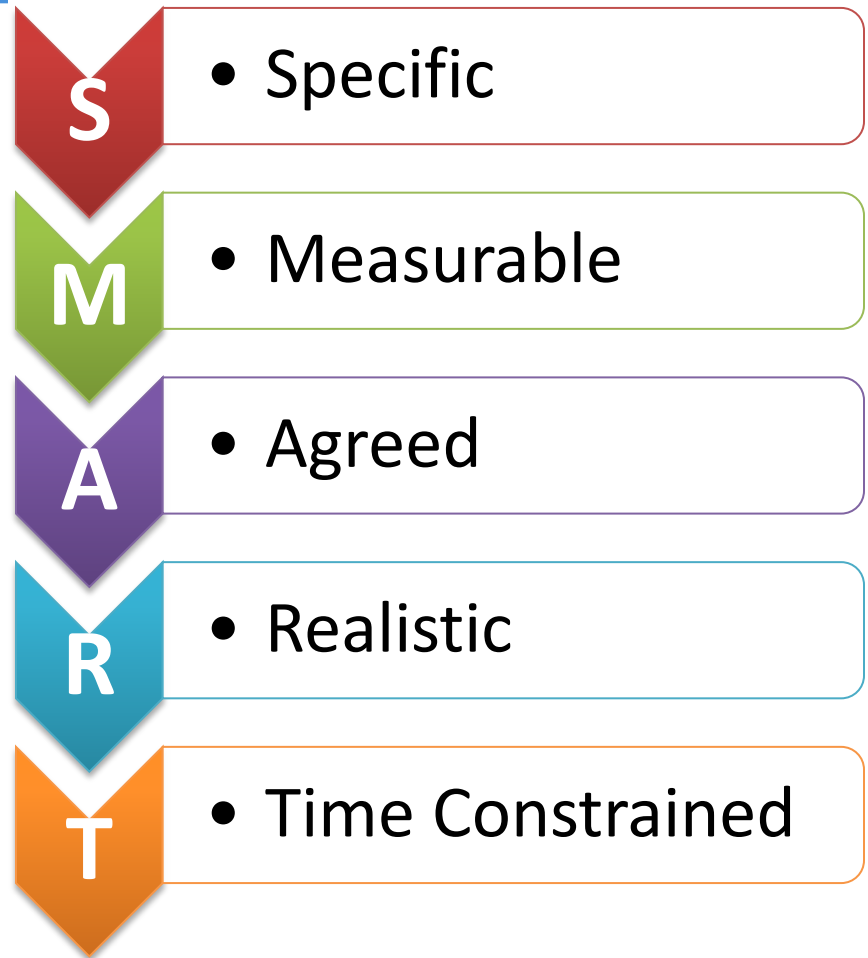 S
• Specific
M
• Measurable
A
• Agreed
R
• Realistic
T
• Time Constrained